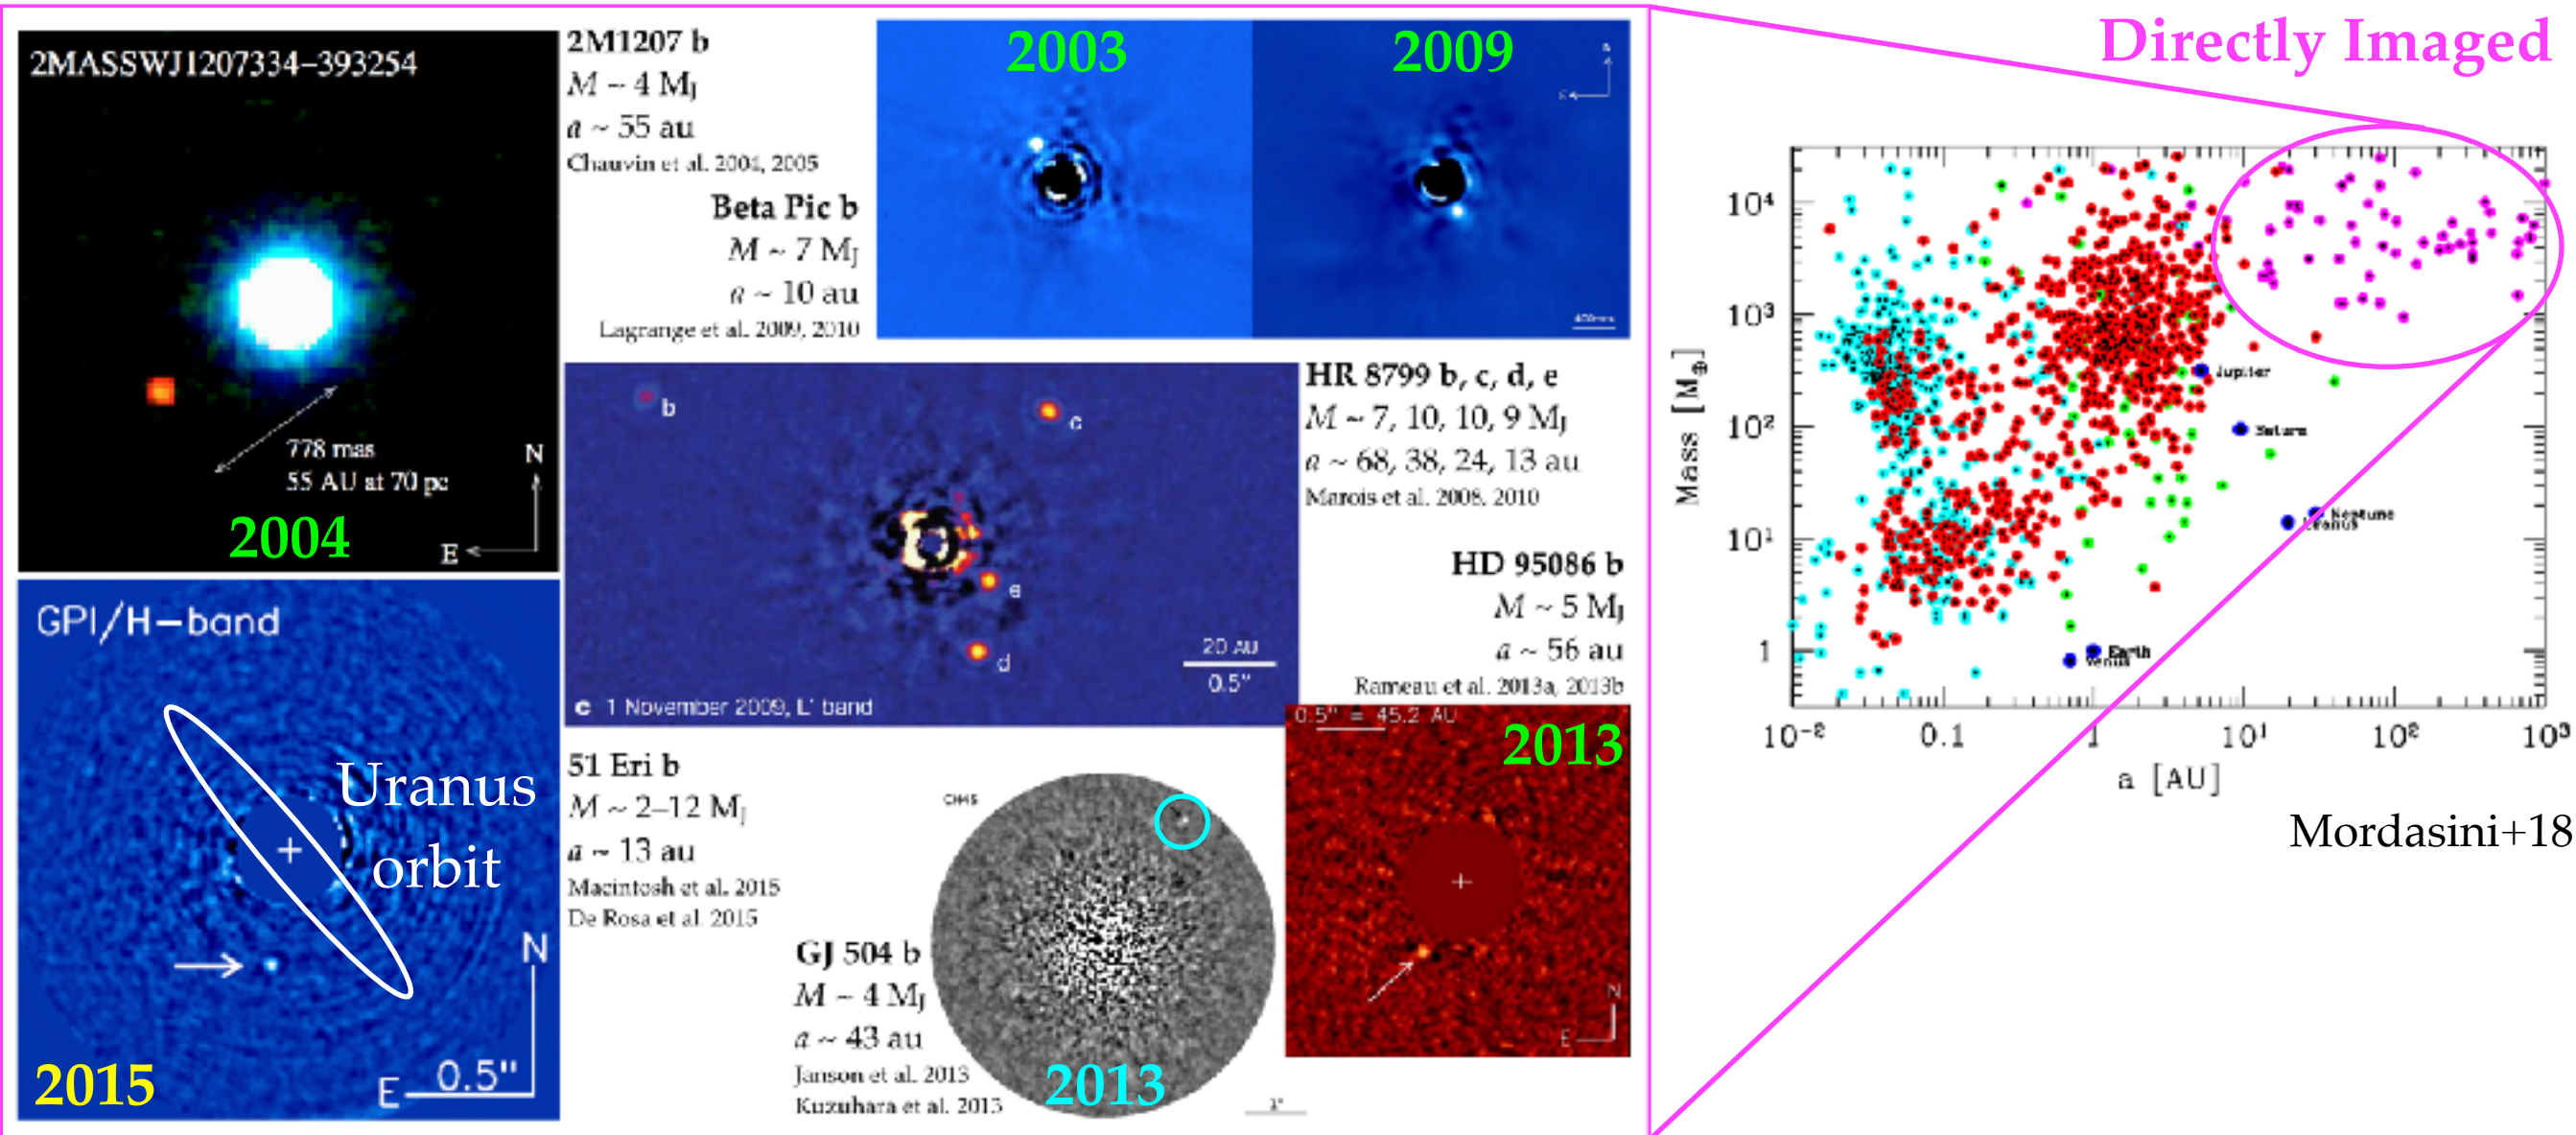 2MASSWJ1207334–393254
778 mas
55 AU at 70 pc
N
E
2004
2M1207 b
M ~ 4 MJ
a ~ 55 au
Chauvin et al. 2004, 2005
Beta Pic b
M ~ 7 MJ
a ~ 10 au
Lagrange et al. 2009, 2010
2003
2009
HR 8799 b, c, d, e
M ~ 7, 10, 10, 9 MJ
a ~ 68, 38, 24, 13 au
Marois et al. 2008, 2010
b
c
e
d
20 AU
0.5"
c 1 November 2009, L' band
HD 95086 b
M ~ 5 MJ
a ~ 56 au
Rameau et al. 2013a, 2013b
0.5" = 45.2 AU
2013
N
E
GPI/H–band
Uranus
orbit
N
E
0.5"
2015
51 Eri b
M ~ 2–12 MJ
a ~ 13 au
Macintosh et al. 2015
De Rosa et al. 2015
GJ 504 b
M ~ 4 MJ
a ~ 43 au
Janson et al. 2013
Kuzuhara et al. 2013
CH4S
2013
1"
Directly Imaged
Mass [M⊕]
10⁴
10³
10²
10¹
1
Jupiter
Saturn
Neptune
Uranus
Earth
Venus
10⁻²
0.1
1
10¹
10²
10³
a [AU]
Mordasini+18